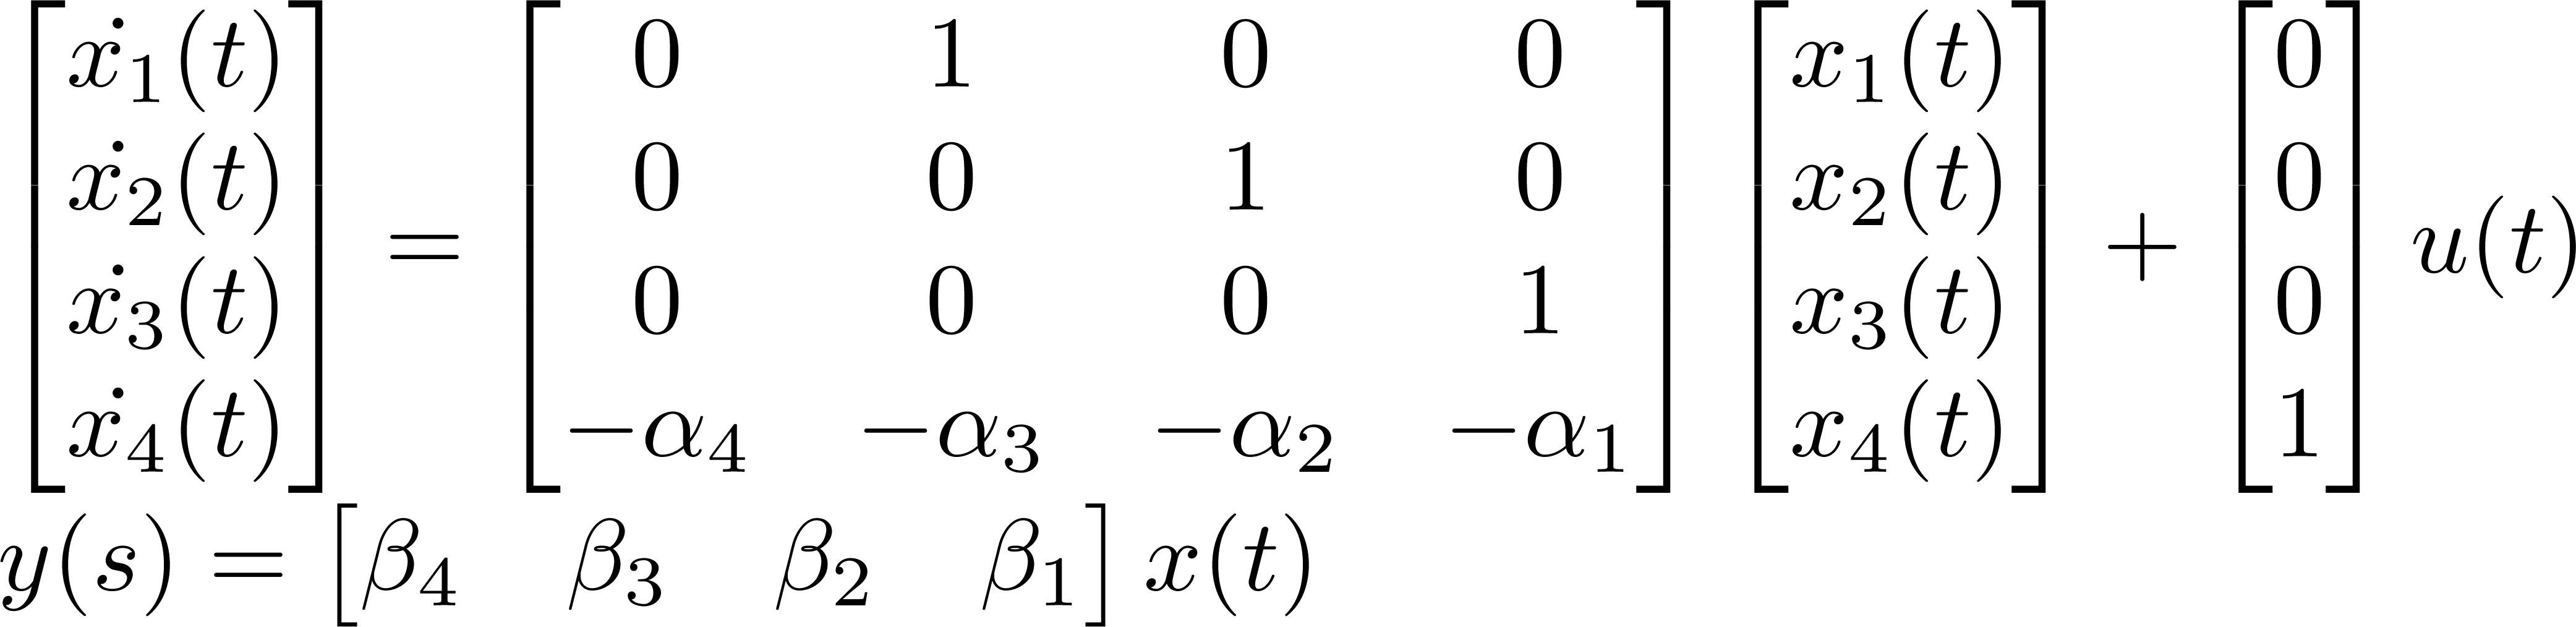 [ẋ₁(t) ẋ₂(t) ẋ₃(t) ẋ₄(t)] = [0 1 0 0; 0 0 1 0; 0 0 0 1; −α₄ −α₃ −α₂ −α₁] [x₁(t) x₂(t) x₃(t) x₄(t)] + [0 0 0 1] u(t)
y(s) = [β₄ β₃ β₂ β₁] x(t)